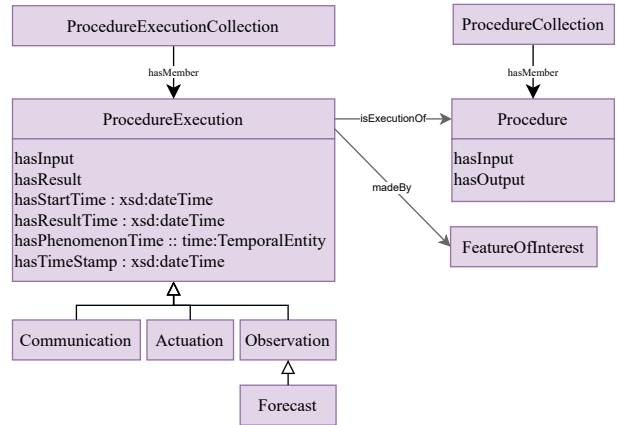 ProcedureExecutionCollection
ProcedureCollection
hasMember
hasMember
ProcedureExecution
isExecutionOf
Procedure
hasInput
hasResult
hasStartTime : xsd:dateTime
hasResultTime : xsd:dateTime
hasPhenomenonTime :: time:TemporalEntity
hasTimeStamp : xsd:dateTime
hasInput
hasOutput
madeBy
FeatureOfInterest
Communication
Actuation
Observation
Forecast